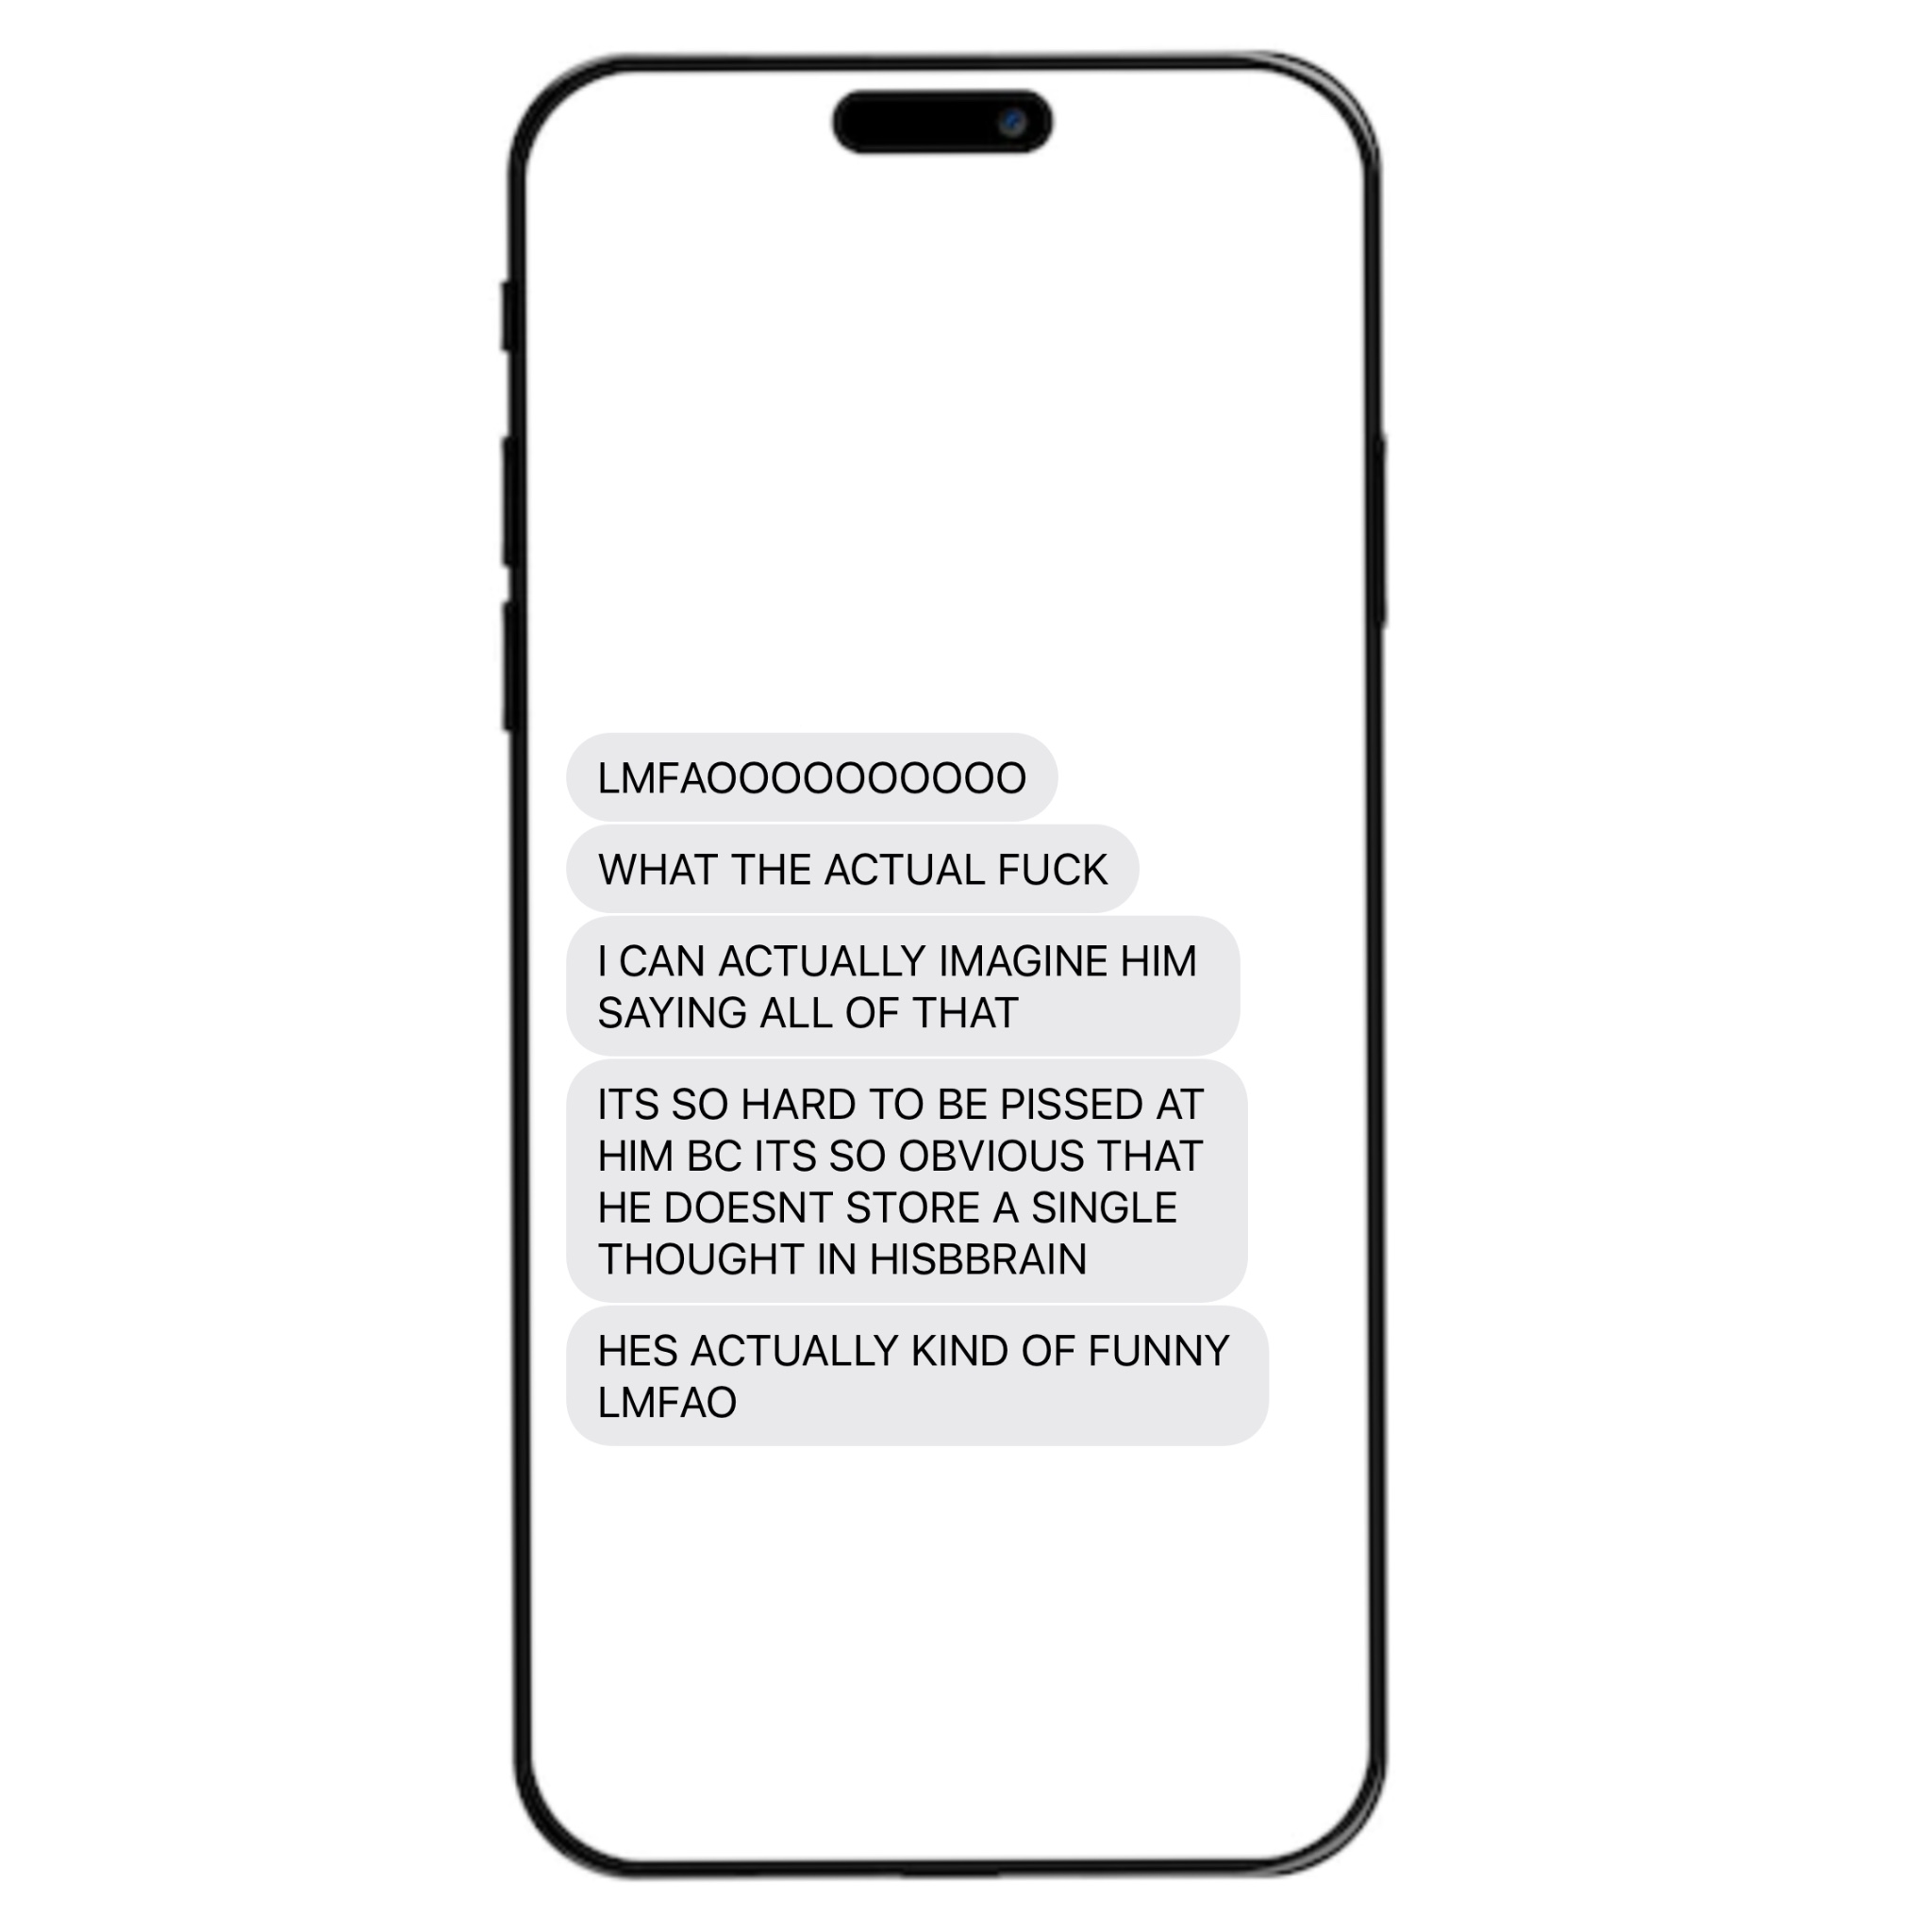 LMFAOOOOOOOOOO
WHAT THE ACTUAL FUCK
I CAN ACTUALLY IMAGINE HIM
SAYING ALL OF THAT
ITS SO HARD TO BE PISSED AT
HIM BC ITS SO OBVIOUS THAT
HE DOESNT STORE A SINGLE
THOUGHT IN HISBBRAIN
HES ACTUALLY KIND OF FUNNY
LMFAO